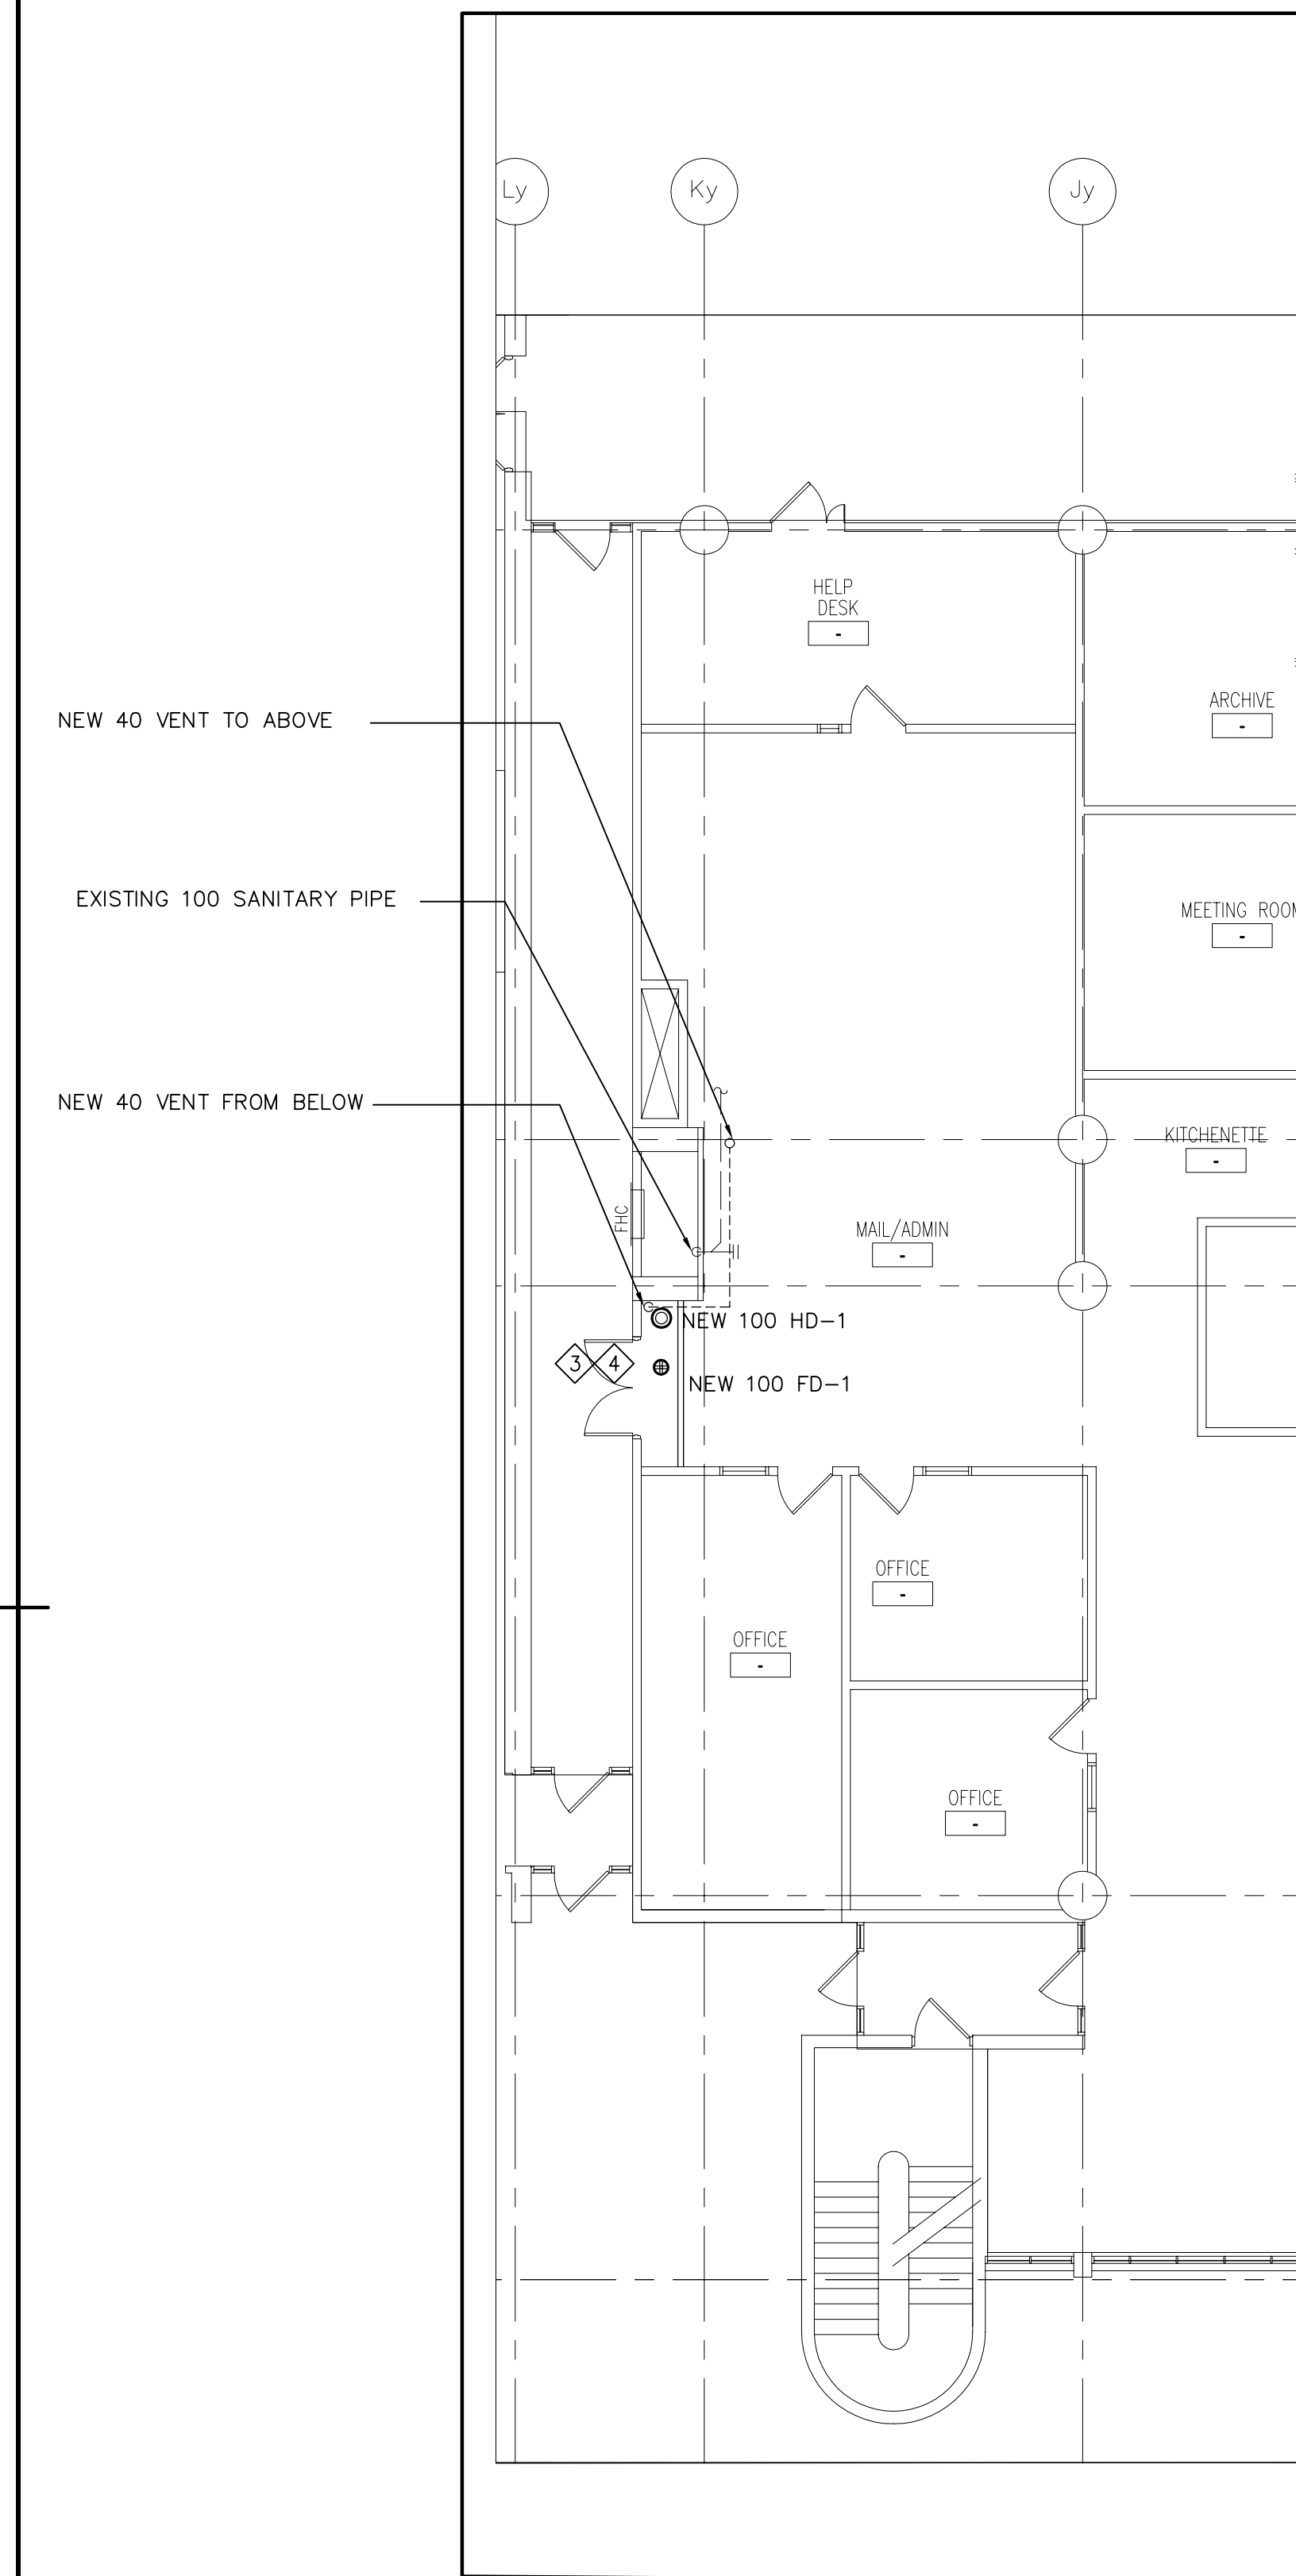 Ly
Ky
Jy
HELP
DESK
-
ARCHIVE
-
NEW 40 VENT TO ABOVE
EXISTING 100 SANITARY PIPE
MEETING ROOM
-
NEW 40 VENT FROM BELOW
KITCHENETTE
-
FHC
MAIL/ADMIN
-
NEW 100 HD-1
3
4
NEW 100 FD-1
OFFICE
-
OFFICE
-
OFFICE
-